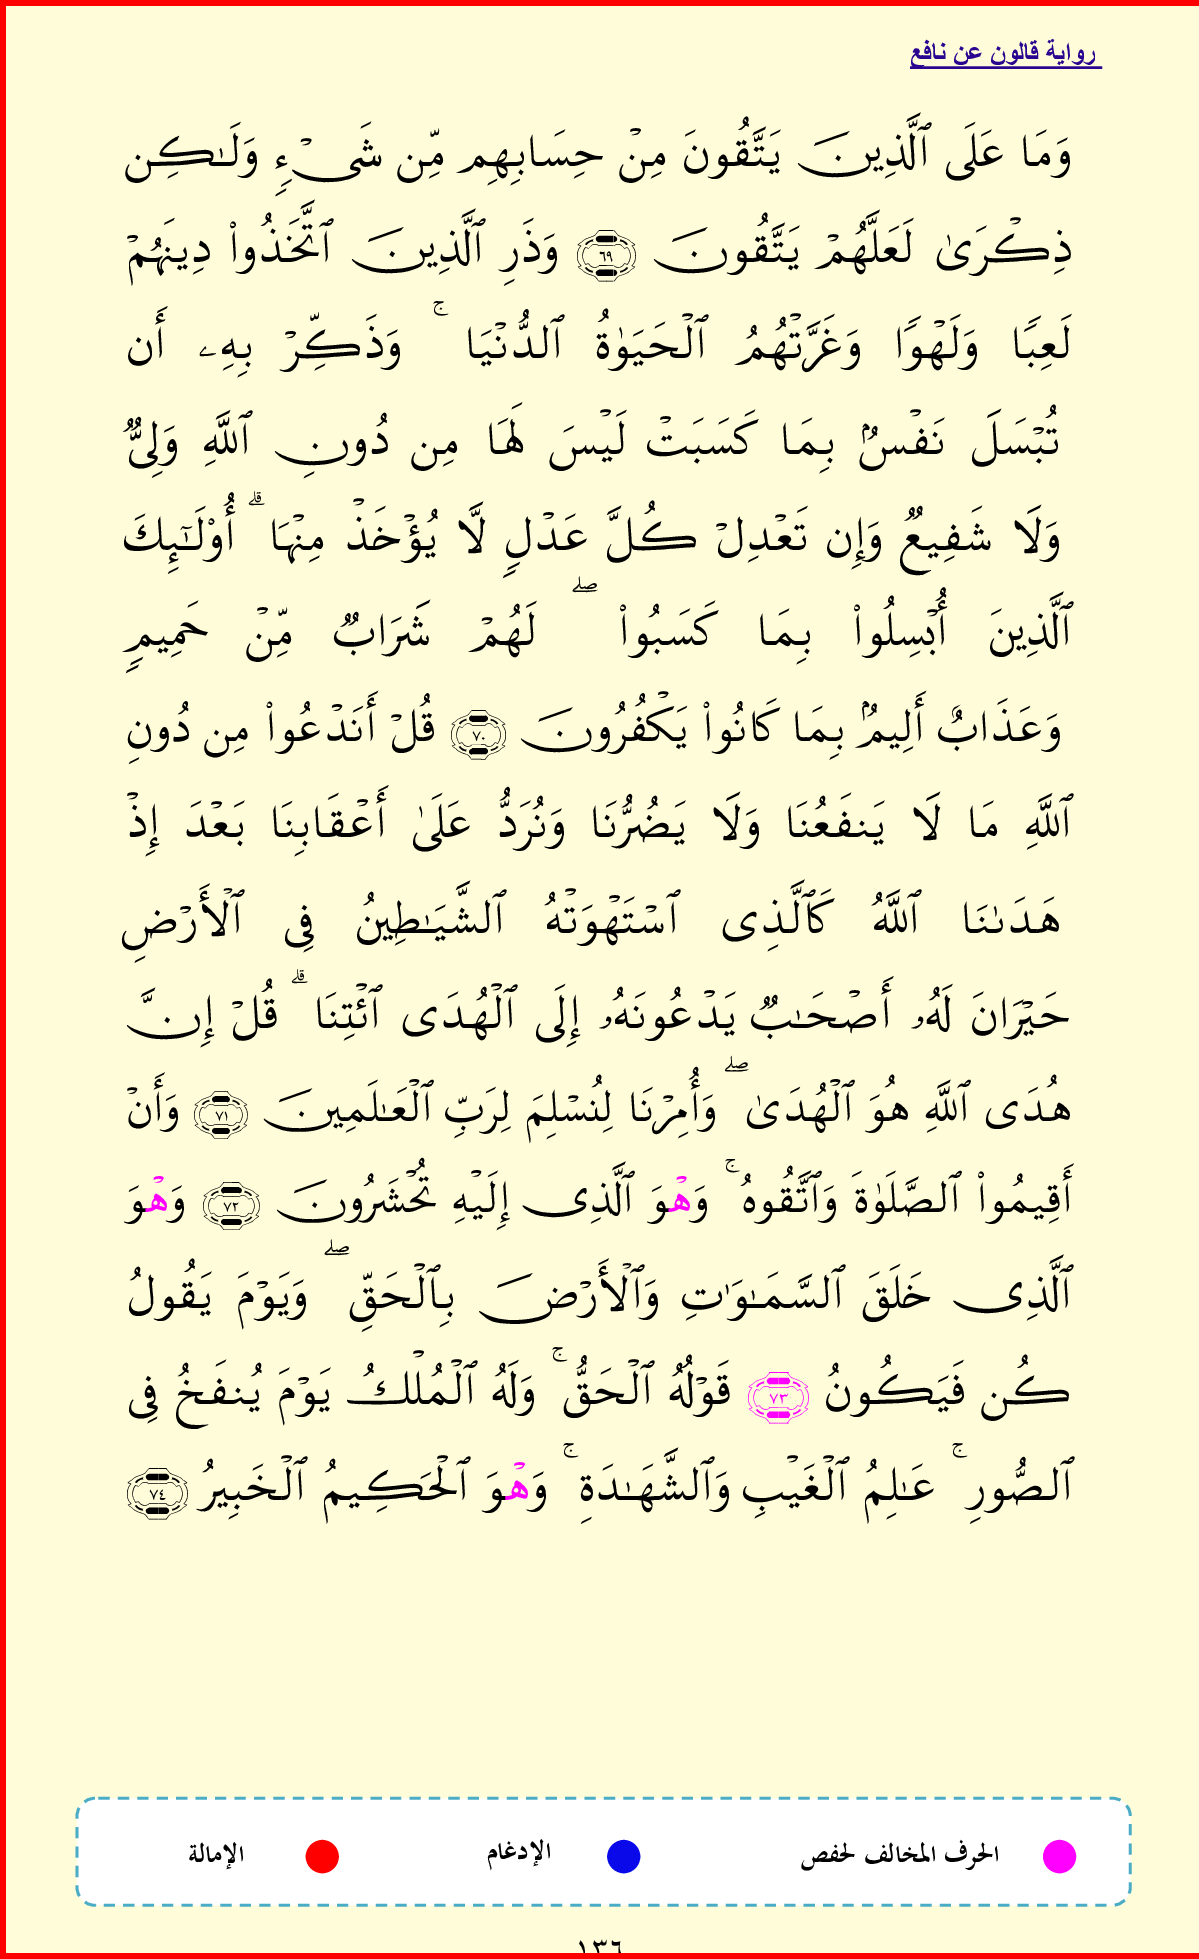 رواية قالون عن نافع
وَمَا عَلَى ٱلَّذِينَ يَتَّقُونَ مِنْ حِسَابِهِم مِّن شَىْءٍ وَلَـٰكِن
ذِكْرَىٰ لَعَلَّهُمْ يَتَّقُونَ ٦٩ وَذَرِ ٱلَّذِينَ ٱتَّخَذُوا۟ دِينَهُمْ
لَعِبًا وَلَهْوًا وَغَرَّتْهُمُ ٱلْحَيَوٰةُ ٱلدُّنْيَا ۚ وَذَكِّرْ بِهِۦ أَن
تُبْسَلَ نَفْسٌۢ بِمَا كَسَبَتْ لَيْسَ لَهَا مِن دُونِ ٱللَّهِ وَلِىٌّ
وَلَا شَفِيعٌ وَإِن تَعْدِلْ كُلَّ عَدْلٍ لَّا يُؤْخَذْ مِنْهَا ۗ أُو۟لَـٰٓئِكَ
ٱلَّذِينَ أُبْسِلُوا۟ بِمَا كَسَبُوا۟ ۖ لَهُمْ شَرَابٌ مِّنْ حَمِيمٍ
وَعَذَابٌ أَلِيمٌۢ بِمَا كَانُوا۟ يَكْفُرُونَ ٧٠ قُلْ أَنَدْعُوا۟ مِن دُونِ
ٱللَّهِ مَا لَا يَنفَعُنَا وَلَا يَضُرُّنَا وَنُرَدُّ عَلَىٰ أَعْقَابِنَا بَعْدَ إِذْ
هَدَىٰنَا ٱللَّهُ كَٱلَّذِى ٱسْتَهْوَتْهُ ٱلشَّيَـٰطِينُ فِى ٱلْأَرْضِ
حَيْرَانَ لَهُۥ أَصْحَـٰبٌ يَدْعُونَهُۥ إِلَى ٱلْهُدَى ٱئْتِنَا ۗ قُلْ إِنَّ
هُدَى ٱللَّهِ هُوَ ٱلْهُدَىٰ ۖ وَأُمِرْنَا لِنُسْلِمَ لِرَبِّ ٱلْعَـٰلَمِينَ ٧١ وَأَنْ
أَقِيمُوا۟ ٱلصَّلَوٰةَ وَٱتَّقُوهُ ۚ وَهْوَ ٱلَّذِى إِلَيْهِ تُحْشَرُونَ ٧٢ وَهْوَ
ٱلَّذِى خَلَقَ ٱلسَّمَـٰوَٰتِ وَٱلْأَرْضَ بِٱلْحَقِّ ۖ وَيَوْمَ يَقُولُ
كُن فَيَكُونُ ٧٣ قَوْلُهُ ٱلْحَقُّ ۚ وَلَهُ ٱلْمُلْكُ يَوْمَ يُنفَخُ فِى
ٱلصُّورِ ۚ عَـٰلِمُ ٱلْغَيْبِ وَٱلشَّهَـٰدَةِ ۚ وَهْوَ ٱلْحَكِيمُ ٱلْخَبِيرُ ٧٤
الحرف المخالف لحفص الإدغام الإمالة
١٣٦